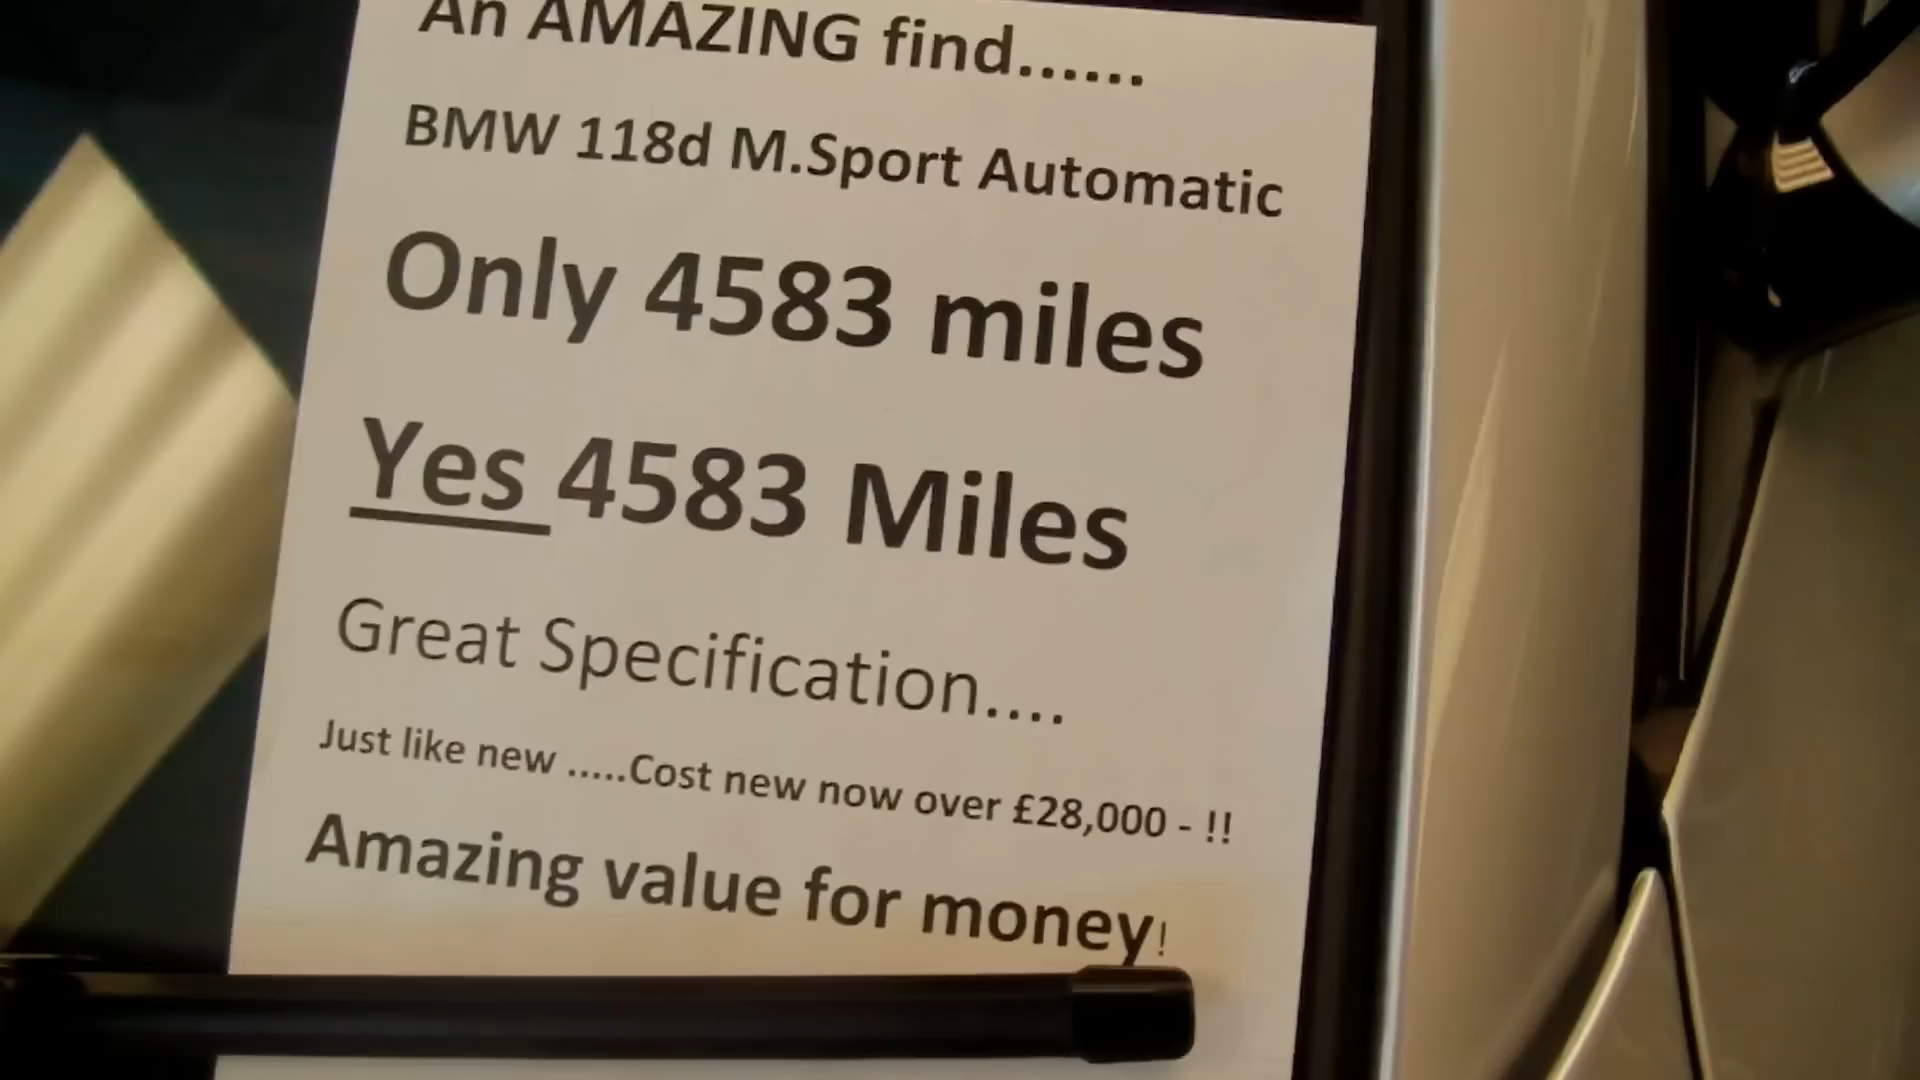 An AMAZING find......
BMW 118d M.Sport Automatic
Only 4583 miles
Yes 4583 Miles
Great Specification....
Just like new .....Cost new now over £28,000 - !!
Amazing value for money!